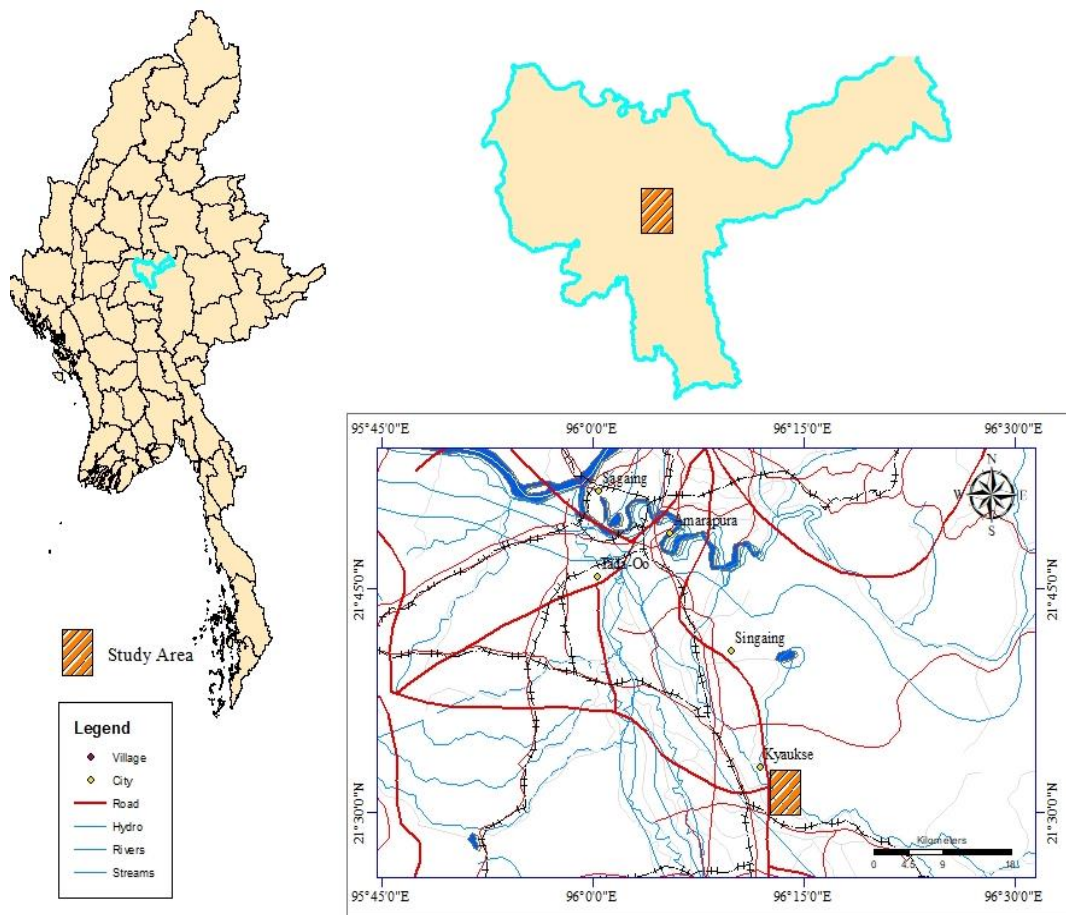 Study Area
Legend
Village
City
Road
Hydro
Rivers
Streams
95°45'0"E 96°0'0"E 96°15'0"E 96°30'0"E
N
W E
S
Sagaing
Amarapura
Tada-Oo
21°45'0"N 21°45'0"N
Singaing
Kyaukse
21°30'0"N 21°30'0"N
Kilometers
0 4.5 9 18
95°45'0"E 96°0'0"E 96°15'0"E 96°30'0"E